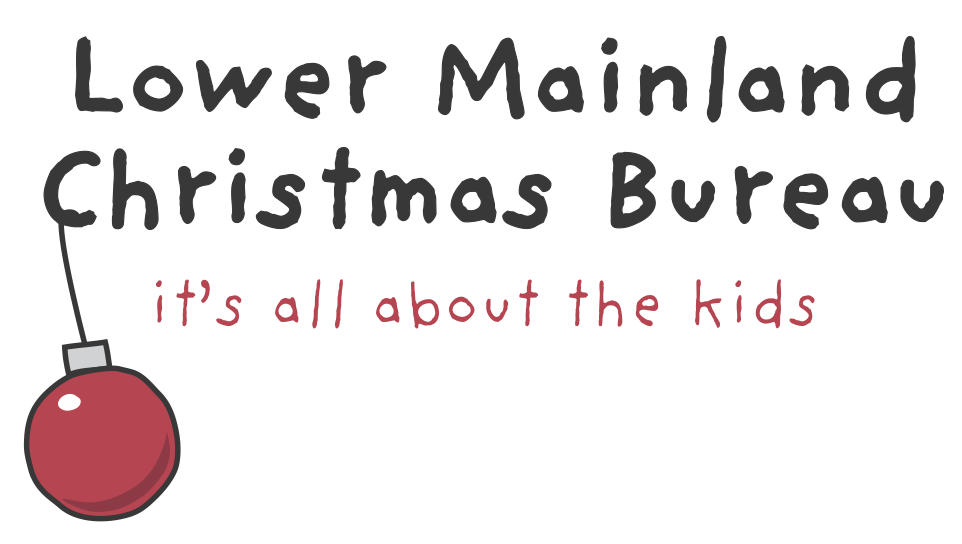 Lower Mainland
Christmas Bureau
it's all about the kids